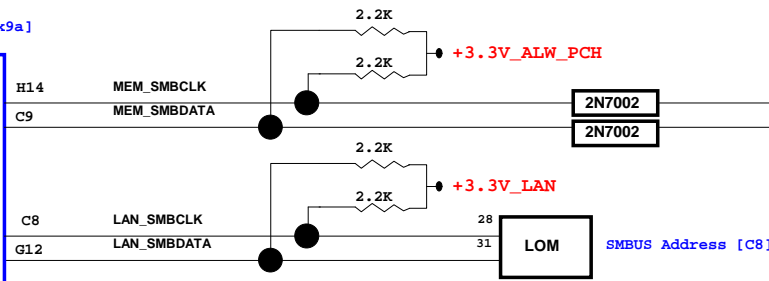 k9a]
2.2K
+3.3V_ALW_PCH
2.2K
H14 MEM_SMBCLK
2N7002
C9 MEM_SMBDATA
2N7002
2.2K
+3.3V_LAN
2.2K
C8 LAN_SMBCLK 28
G12 LAN_SMBDATA 31 LOM SMBUS Address [C8]